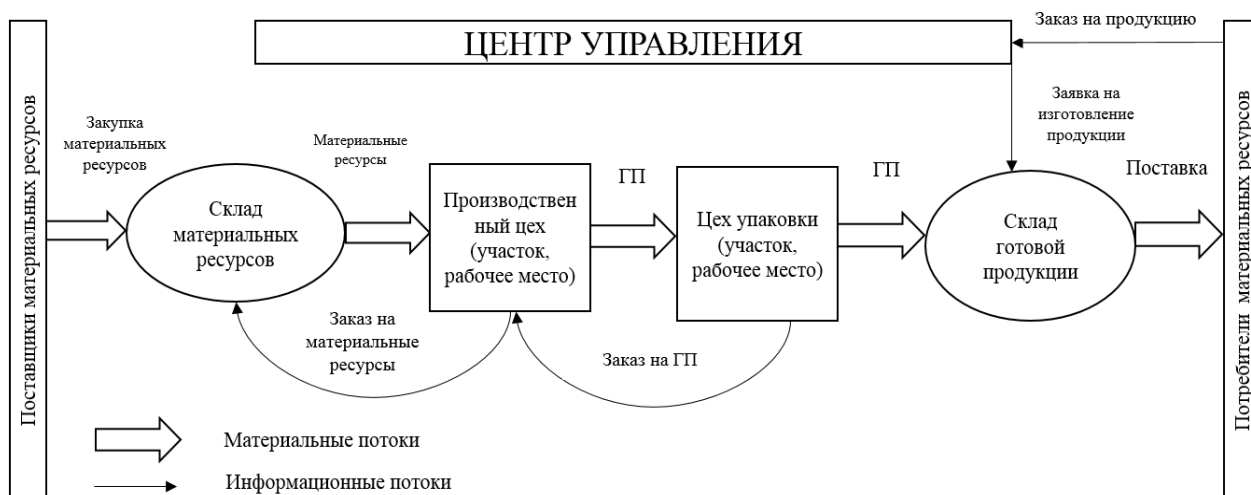 Заказ на продукцию
ЦЕНТР УПРАВЛЕНИЯ
Поставщики материальных ресурсов
Закупка
материальных
ресурсов
Материальные
ресурсы
Заявка на
изготовление
продукции
ГП
ГП
Поставка
Склад
материальных
ресурсов
Производствен
ный цех
(участок,
рабочее место)
Цех упаковки
(участок,
рабочее место)
Склад
готовой
продукции
Потребители материальных ресурсов
Заказ на
материальные
ресурсы
Заказ на ГП
Материальные потоки
Информационные потоки